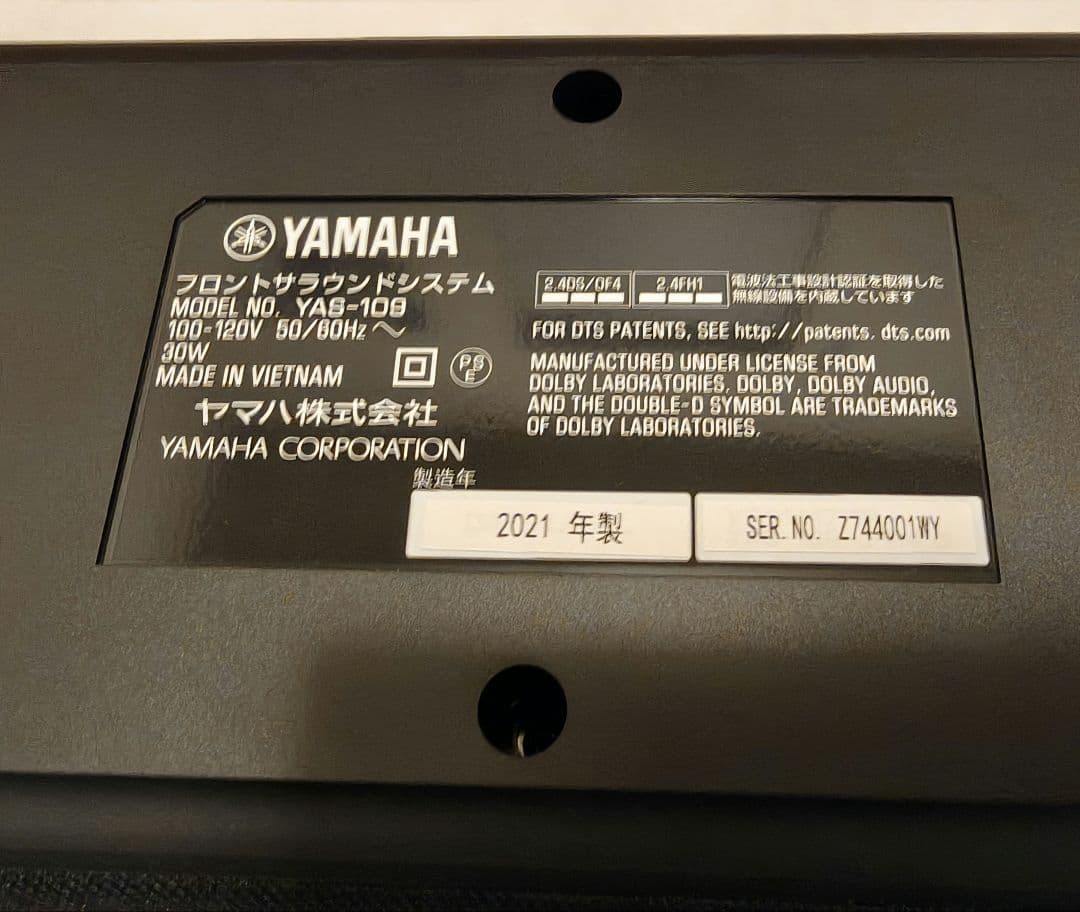 YAMAHA
フロントサラウンドシステム
MODEL NO. YAS-109
100-120V 50/60Hz ～
30W
MADE IN VIETNAM
PSE
ヤマハ株式会社
YAMAHA CORPORATION
2.4DS/OF4 2.4FH1 電波法工事設計認証を取得した
無線設備を内蔵しています
FOR DTS PATENTS, SEE http://patents.dts.com
MANUFACTURED UNDER LICENSE FROM
DOLBY LABORATORIES. DOLBY, DOLBY AUDIO,
AND THE DOUBLE-D SYMBOL ARE TRADEMARKS
OF DOLBY LABORATORIES.
製造年
2021 年製
SER. NO. Z744001WY